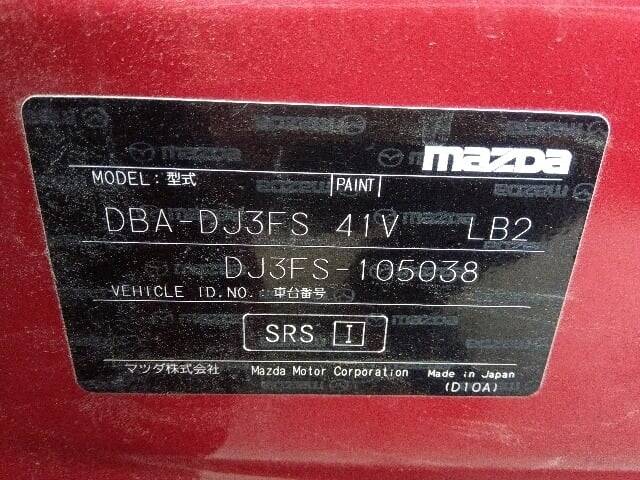 mazda
MODEL: 型式 PAINT
DBA-DJ3FS 41V LB2
DJ3FS-105038
VEHICLE ID.NO.: 車台番号
SRS I
マツダ株式会社 Mazda Motor Corporation Made in Japan
(D10A)